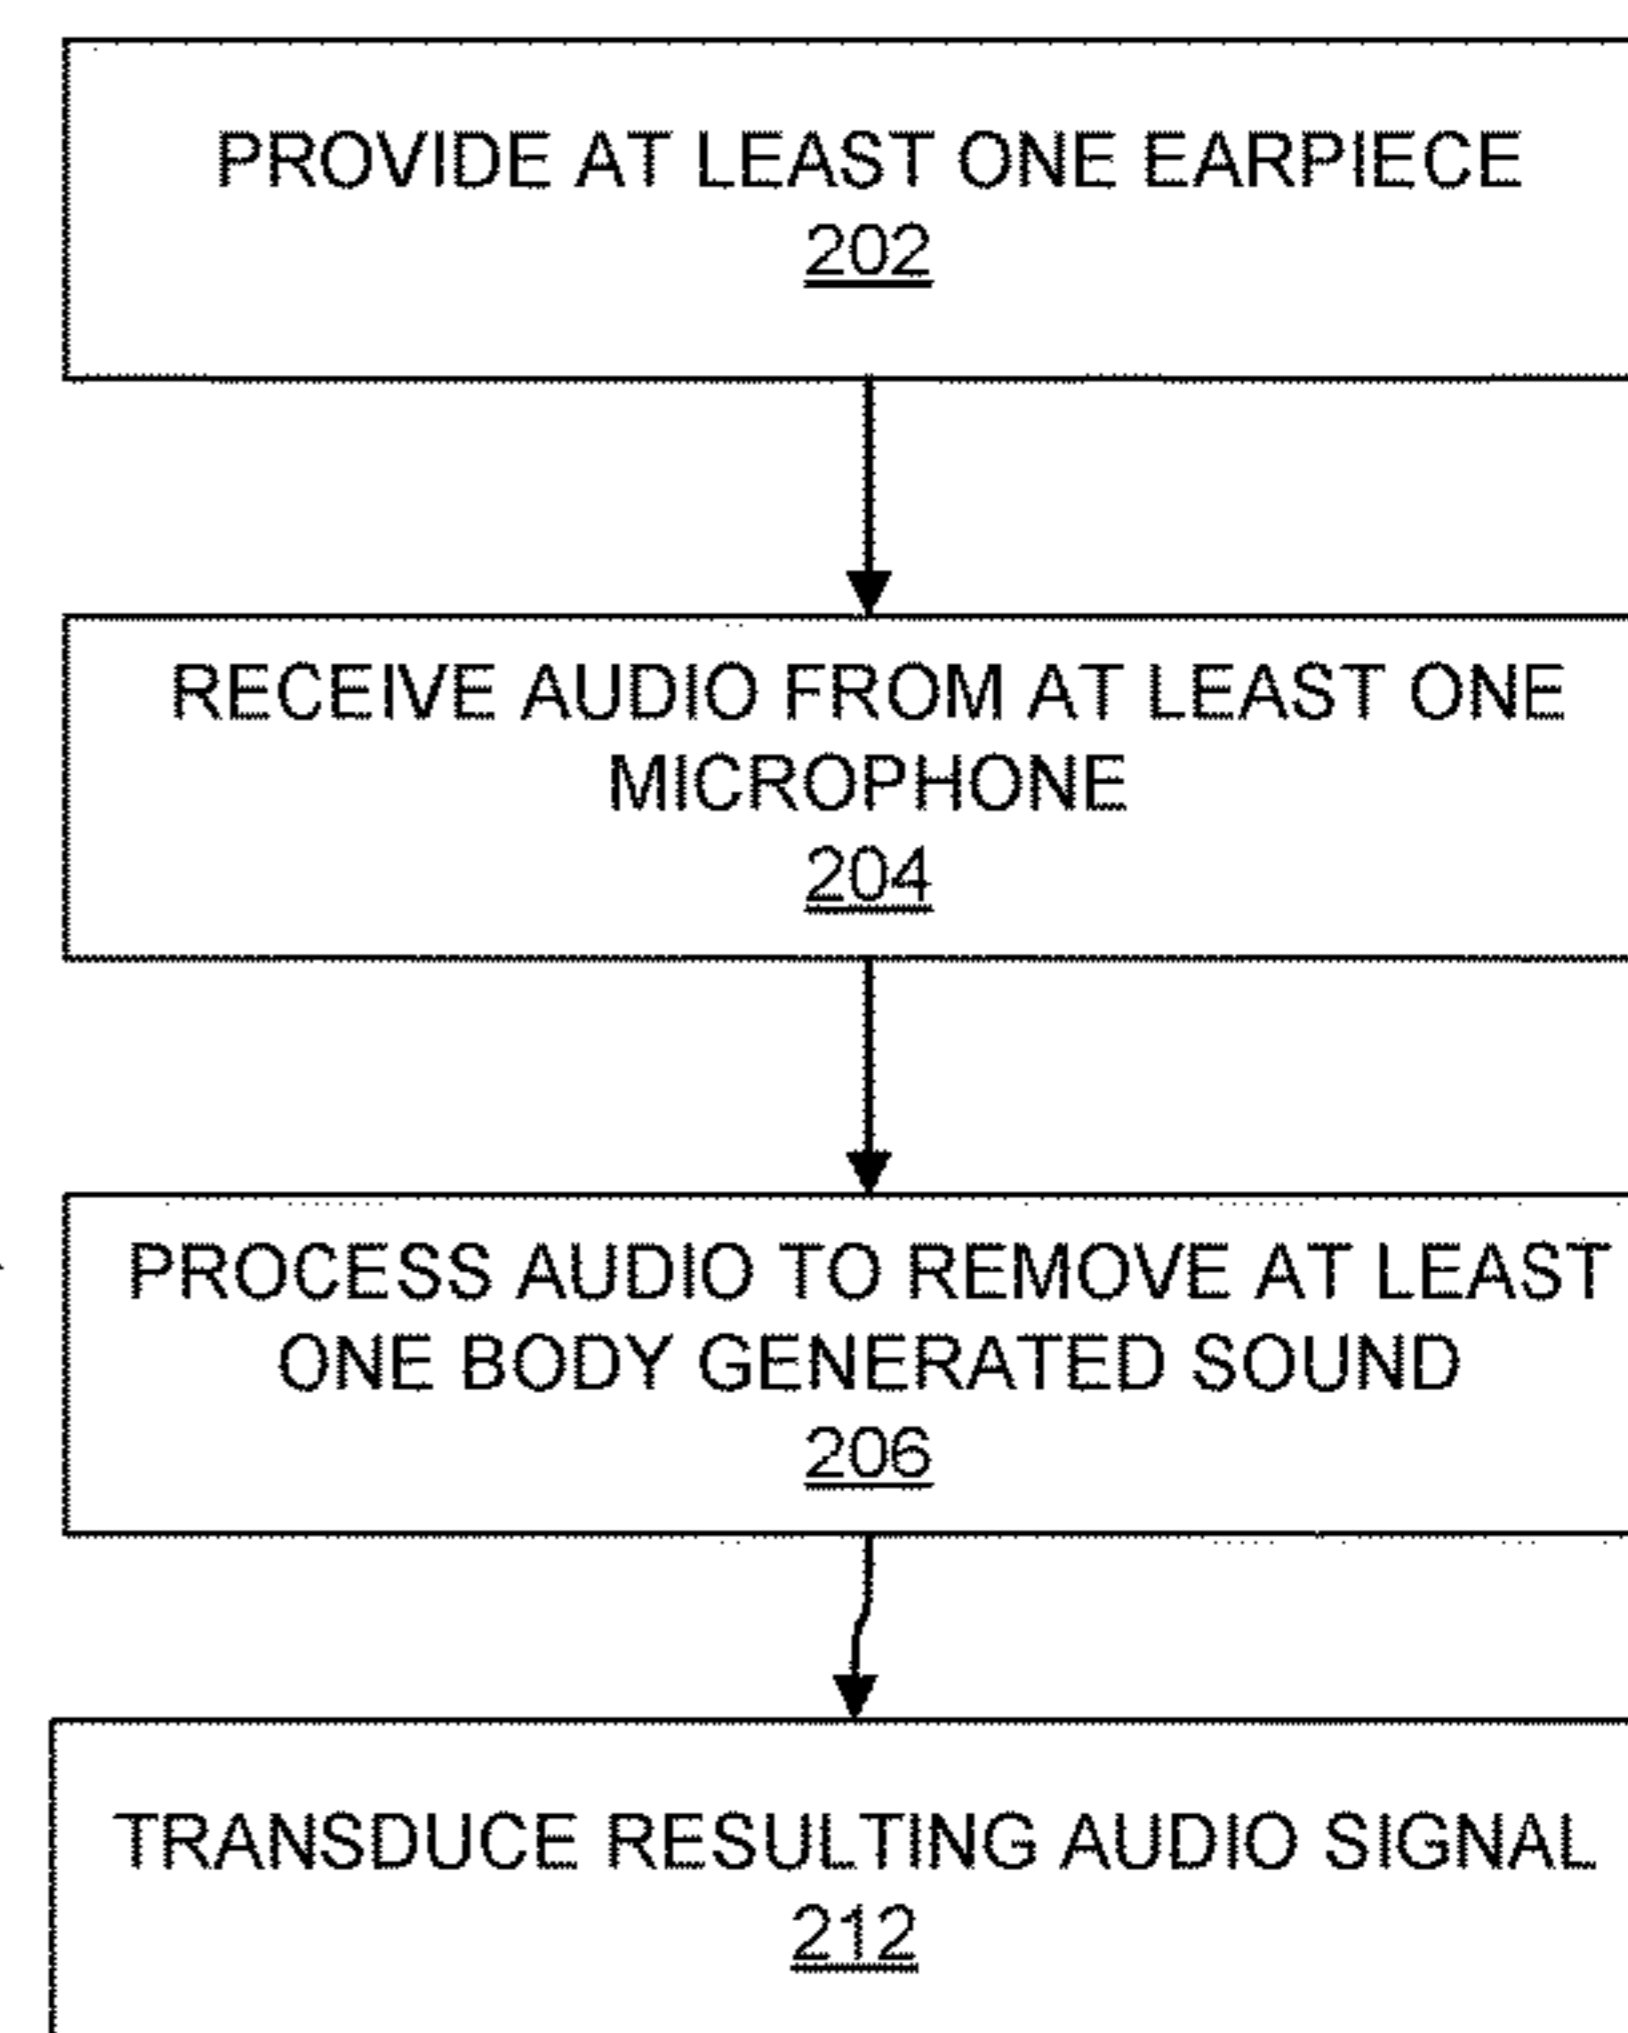 PROVIDE AT LEAST ONE EARPIECE
202
RECEIVE AUDIO FROM AT LEAST ONE
MICROPHONE
204
PROCESS AUDIO TO REMOVE AT LEAST
ONE BODY GENERATED SOUND
206
TRANSDUCE RESULTING AUDIO SIGNAL
212